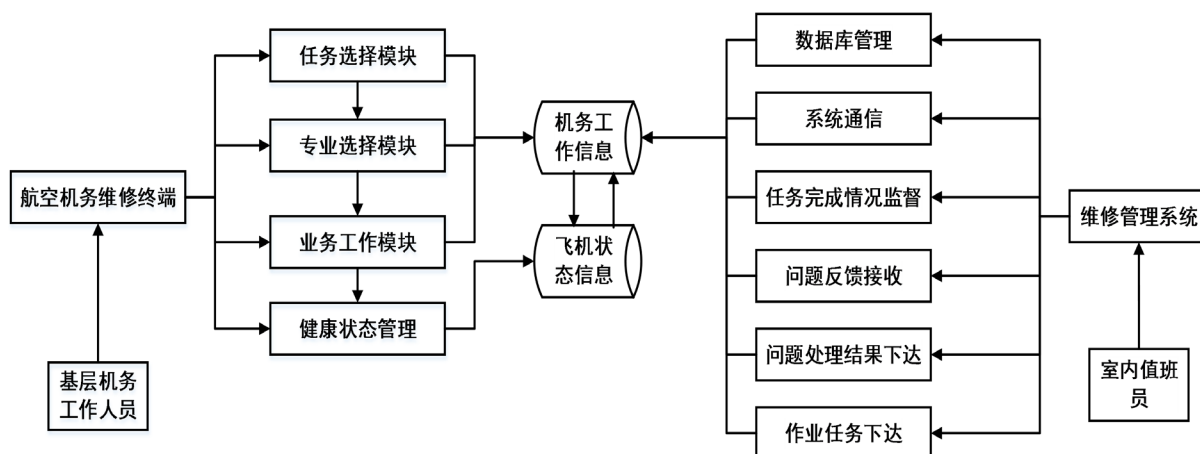 任务选择模块
专业选择模块
业务工作模块
健康状态管理
航空机务维修终端
基层机务
工作人员
机务工
作信息
飞机状
态信息
数据库管理
系统通信
任务完成情况监督
问题反馈接收
问题处理结果下达
作业任务下达
维修管理系统
室内值班
员